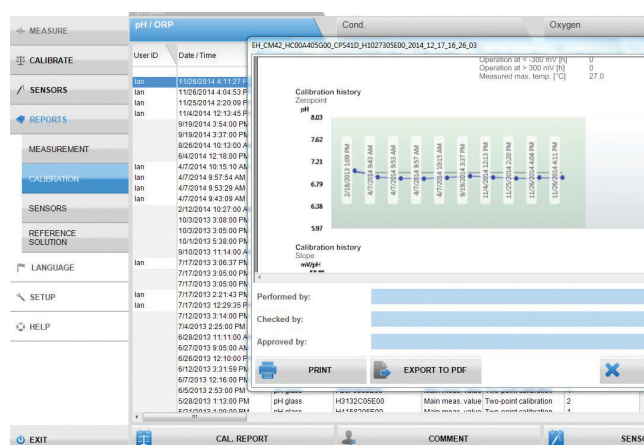 pH / ORP
Cond.
Oxygen
MEASURE
CALIBRATE
SENSORS
REPORTS
MEASUREMENT
CALIBRATION
SENSORS
REFERENCE
SOLUTION
LANGUAGE
SETUP
HELP
EXIT
User ID
Date / Time
Ian 11/26/2014 4:11:27 P
Ian 11/26/2014 4:04:53 P
Ian 11/25/2014 2:20:09 P
Ian 11/4/2014 12:13:45 P
9/19/2014 3:54:00 PM
9/19/2014 3:37:00 PM
8/26/2014 10:13:00 A
6/4/2014 12:18:00 PM
Ian 4/7/2014 10:15:10 AM
Ian 4/7/2014 9:57:54 AM
Ian 4/7/2014 9:53:29 AM
Ian 4/7/2014 9:43:09 AM
2/12/2014 10:27:00 A
10/3/2013 3:08:00 PM
10/3/2013 3:05:00 PM
10/1/2013 5:38:00 PM
9/10/2013 11:14:00 A
Ian 7/17/2013 3:06:37 PM
7/17/2013 3:05:00 PM
7/17/2013 3:05:00 PM
Ian 7/17/2013 2:21:43 PM
Ian 7/17/2013 12:29:35 P
7/12/2013 3:14:00 PM
7/4/2013 2:25:00 PM
6/28/2013 11:11:00 A
6/27/2013 9:05:00 AM
6/26/2013 12:10:00 P
6/12/2013 3:31:59 PM
6/7/2013 12:16:00 PM
6/5/2013 2:53:00 PM
5/28/2013 1:13:00 PM pH glass H3132C05E00 Main meas. value Two-point calibration 2
EH_CM42_HC00A405G00_CPS41D_H1027305E00_2014_12_17_16_26_03
Operation at < -300 mV [h] 0
Operation at > 300 mV [h] 0
Measured max. temp. [°C] 27.0
Calibration history
Zeropoint
pH
8.03
7.62
7.21
6.79
6.38
5.97
2/18/2013 1:09 PM
4/7/2014 9:43 AM
4/7/2014 9:53 AM
4/7/2014 9:57 AM
4/7/2014 10:15 AM
9/19/2014 3:37 PM
11/4/2014 12:13 PM
11/25/2014 2:20 PM
11/26/2014 4:04 PM
11/26/2014 4:11 PM
Calibration history
Slope
mV/pH
Performed by:
Checked by:
Approved by:
PRINT
EXPORT TO PDF
CAL. REPORT
COMMENT
SENS